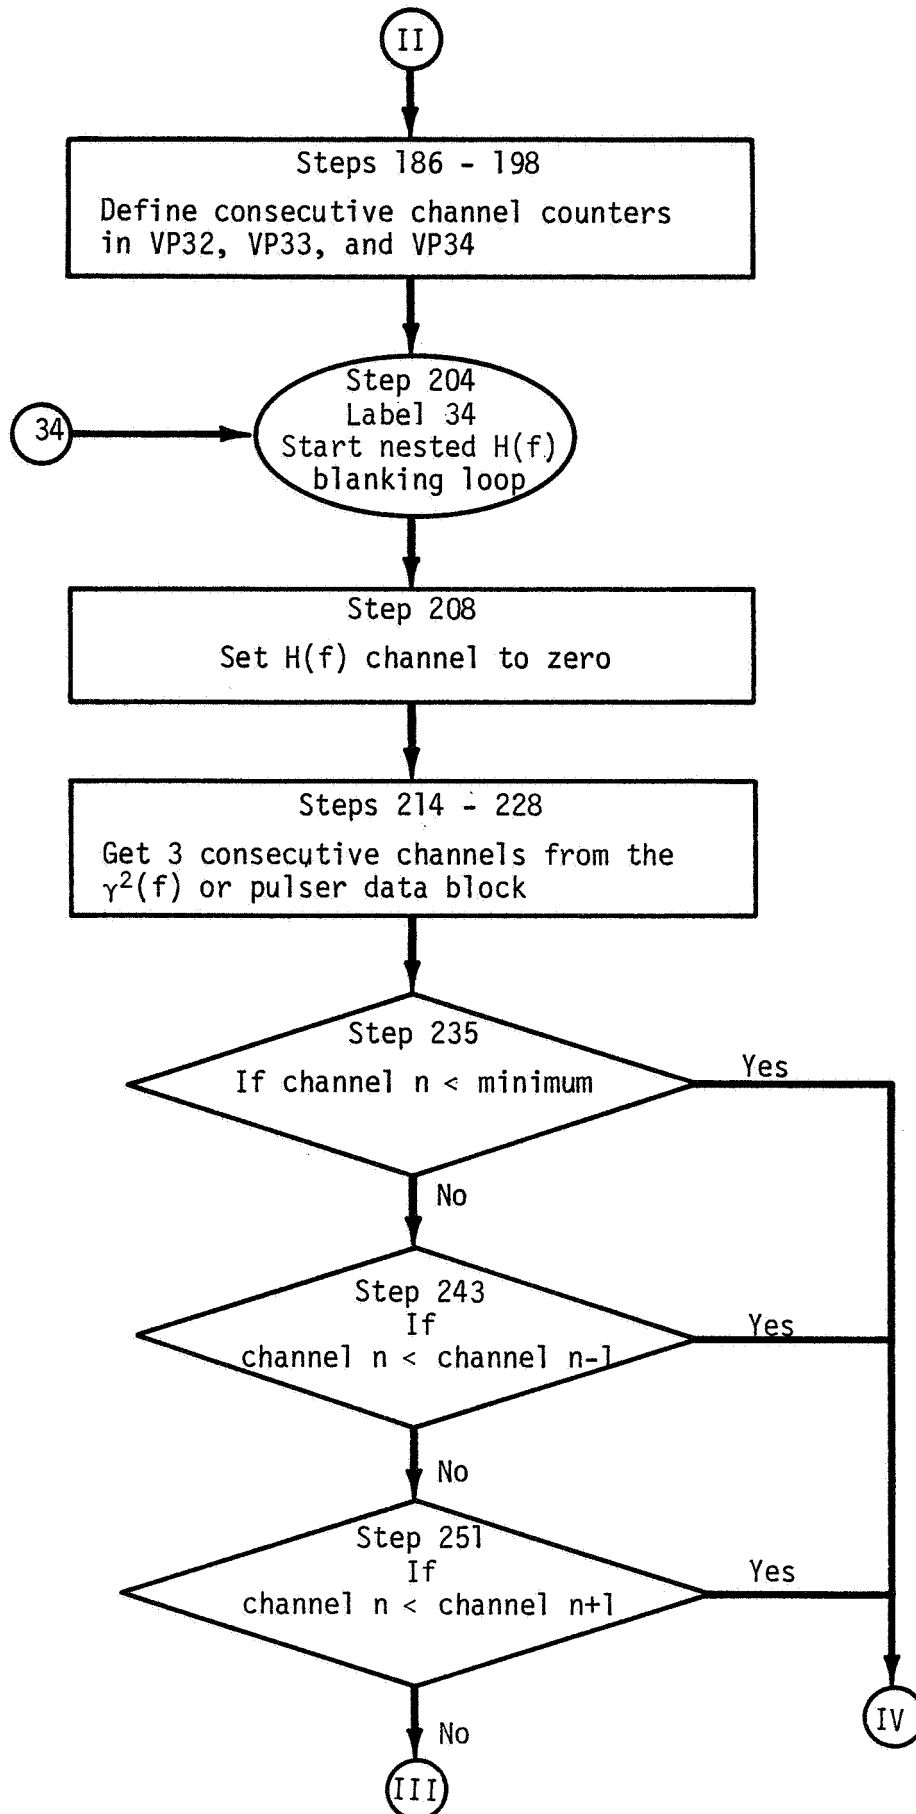 II
Steps 186 - 198
Define consecutive channel counters
in VP32, VP33, and VP34
Step 204
Label 34
Start nested H(f)
blanking loop
34
Step 208
Set H(f) channel to zero
Steps 214 - 228
Get 3 consecutive channels from the
γ²(f) or pulser data block
Step 235
If channel n < minimum
Yes
No
Step 243
If
channel n < channel n-1
Yes
No
Step 251
If
channel n < channel n+1
Yes
No
IV
III